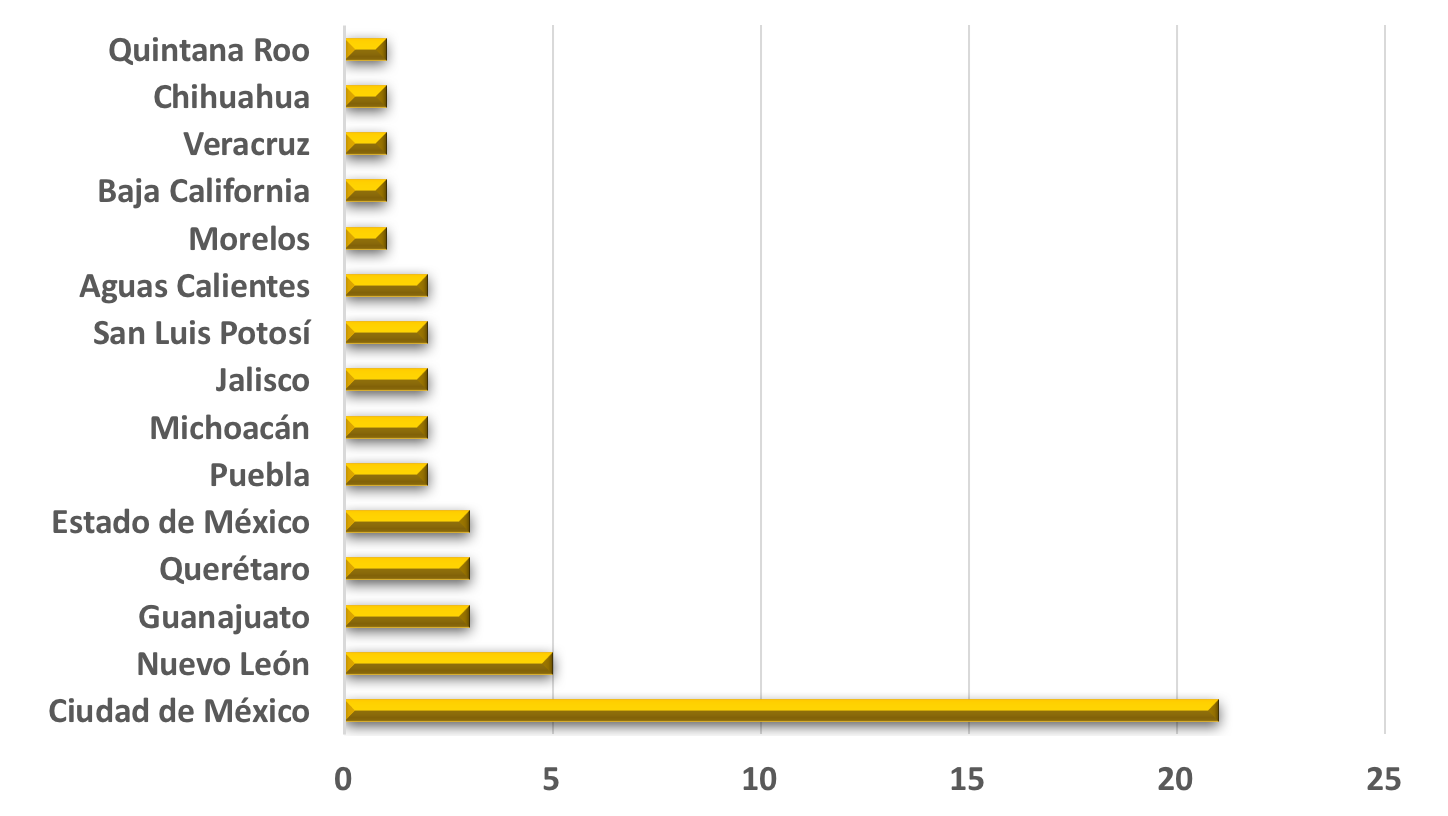 Quintana Roo
Chihuahua
Veracruz
Baja California
Morelos
Aguas Calientes
San Luis Potosí
Jalisco
Michoacán
Puebla
Estado de México
Querétaro
Guanajuato
Nuevo León
Ciudad de México
0 5 10 15 20 25